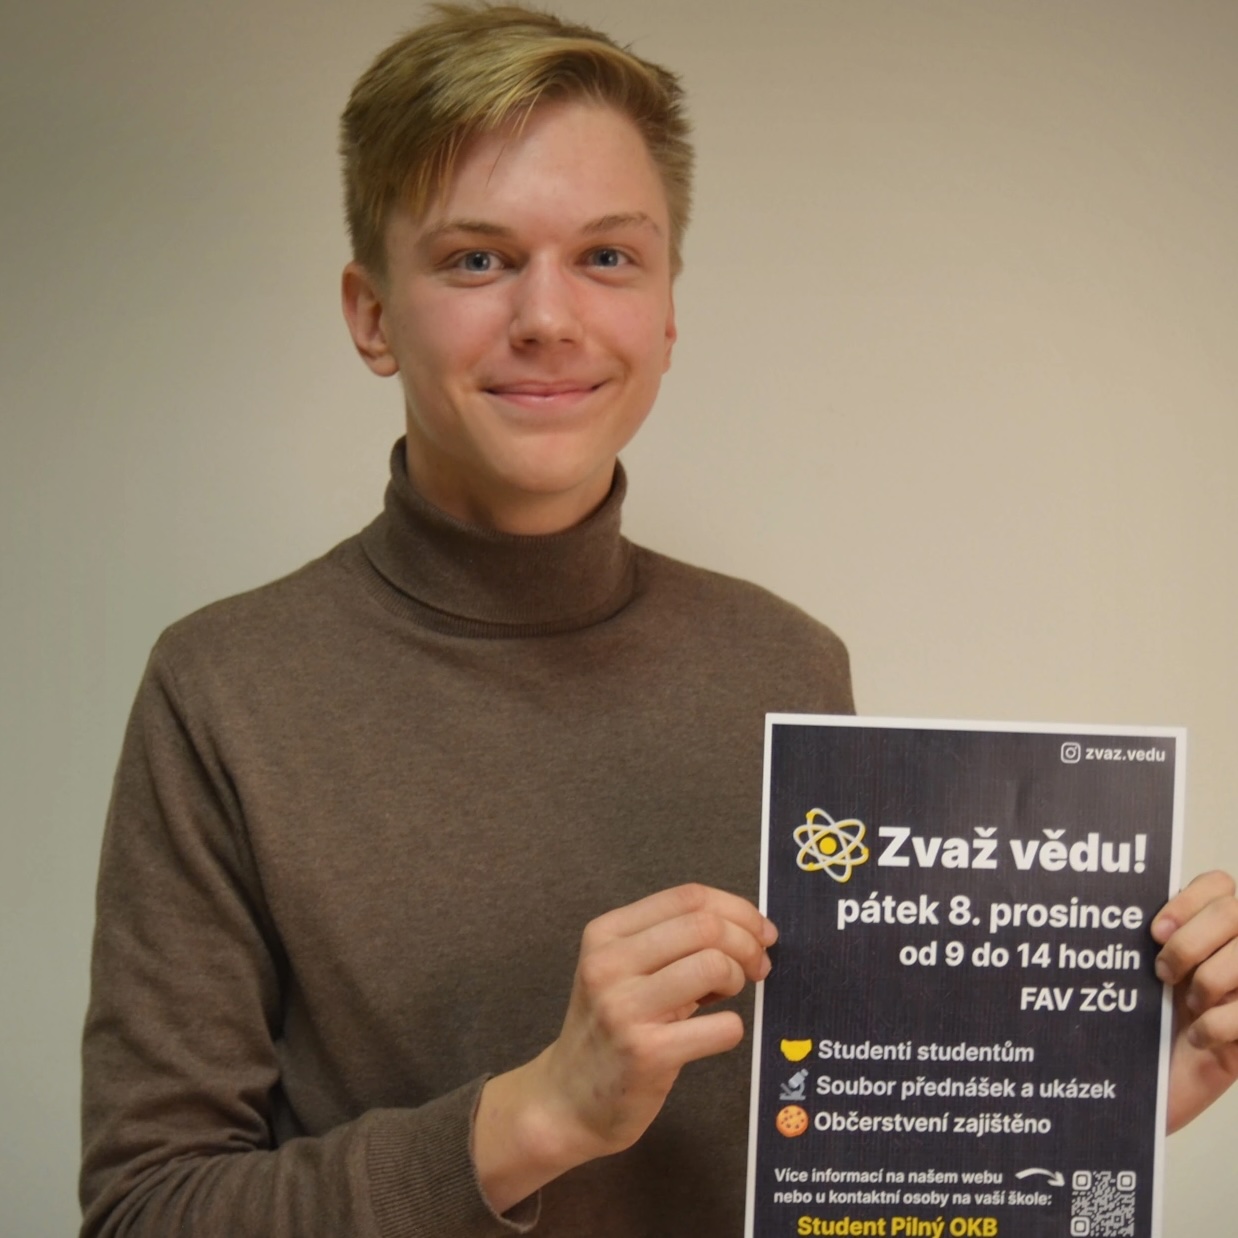 zvaz.vedu
Zvaž vědu!
pátek 8. prosince
od 9 do 14 hodin
FAV ZČU
Studenti studentům
Soubor přednášek a ukázek
Občerstvení zajištěno
Více informací na našem webu
nebo u kontaktní osoby na vaší škole:
Student Pilný OKB